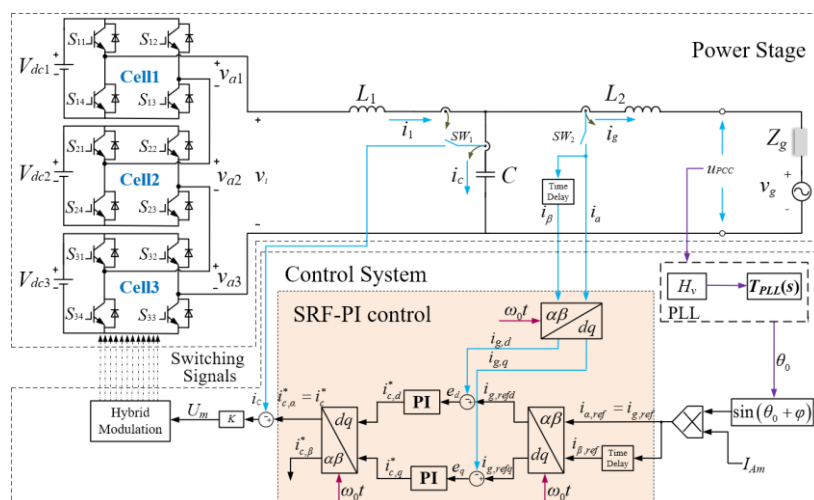 Power Stage
S11
S12
Vdc1
Cell1
va1
S14
S13
L1
L2
i1
SW1
SW2
ig
iC
C
Zg
S21
S22
Vdc2
Cell2
va2
vi
uPCC
vg
S24
S23
Time Delay
iβ
ia
S31
S32
Vdc3
Cell3
va3
S34
S33
Control System
Hv
TPLL(s)
PLL
SRF-PI control
ω0t
αβ
dq
Switching Signals
ig,d
ig,q
θ0
Hybrid Modulation
Um
K
iC
i*c,α = i*c
dq
αβ
i*c,d
PI
ed
ig,refd
αβ
dq
iα,ref = ig,ref
sin(θ0 + φ)
i*c,β
i*c,q
PI
eq
ig,refq
iβ,ref
Time Delay
IAm
ω0t
ω0t